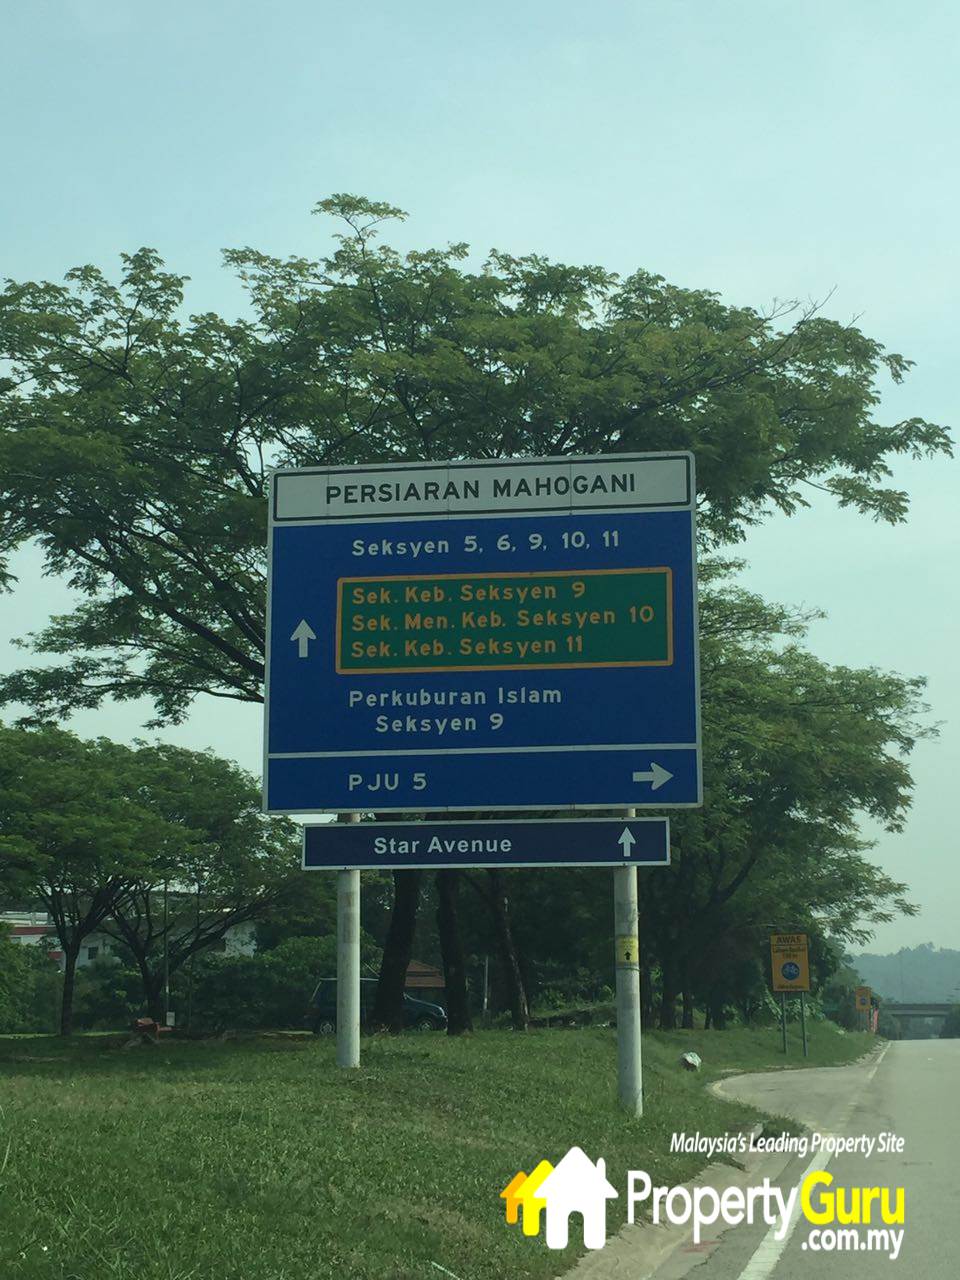 PERSIARAN MAHOGANI
Seksyen 5, 6, 9, 10, 11
Sek. Keb. Seksyen 9
Sek. Men. Keb. Seksyen 10
Sek. Keb. Seksyen 11
Perkuburan Islam
Seksyen 9
PJU 5
Star Avenue
AWAS
Malaysia's Leading Property Site
PropertyGuru
.com.my